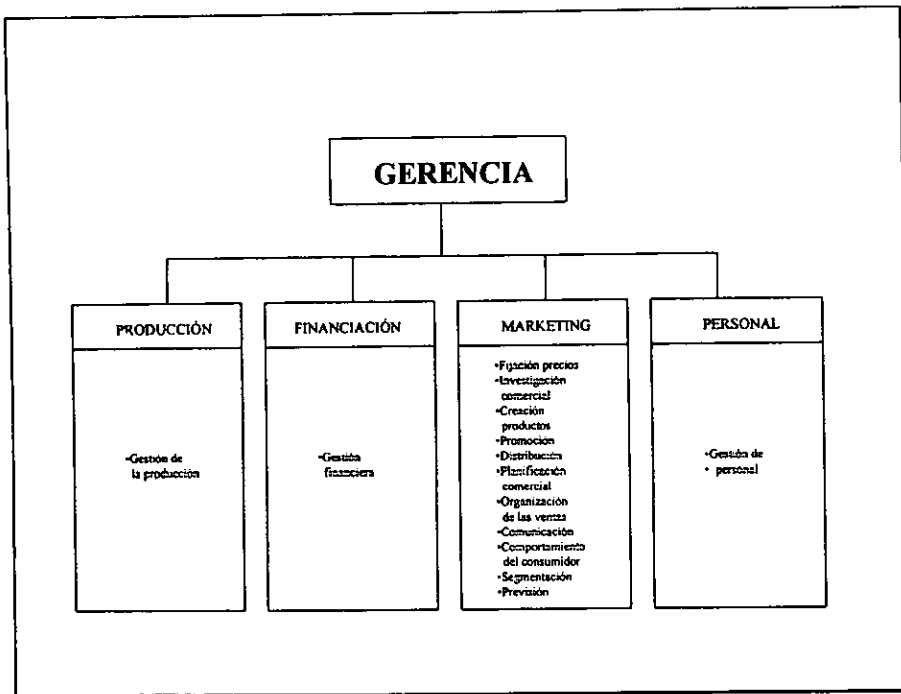 GERENCIA
PRODUCCIÓN
•Gestión de
la producción
FINANCIACIÓN
•Gestión
financiera
MARKETING
•Fijación precios
•Investigación
comercial
•Creación
productos
•Promoción
•Distribución
•Planificación
comercial
•Organización
de las ventas
•Comunicación
•Comportamiento
del consumidor
•Segmentación
•Previsión
PERSONAL
•Gestión de
• personal